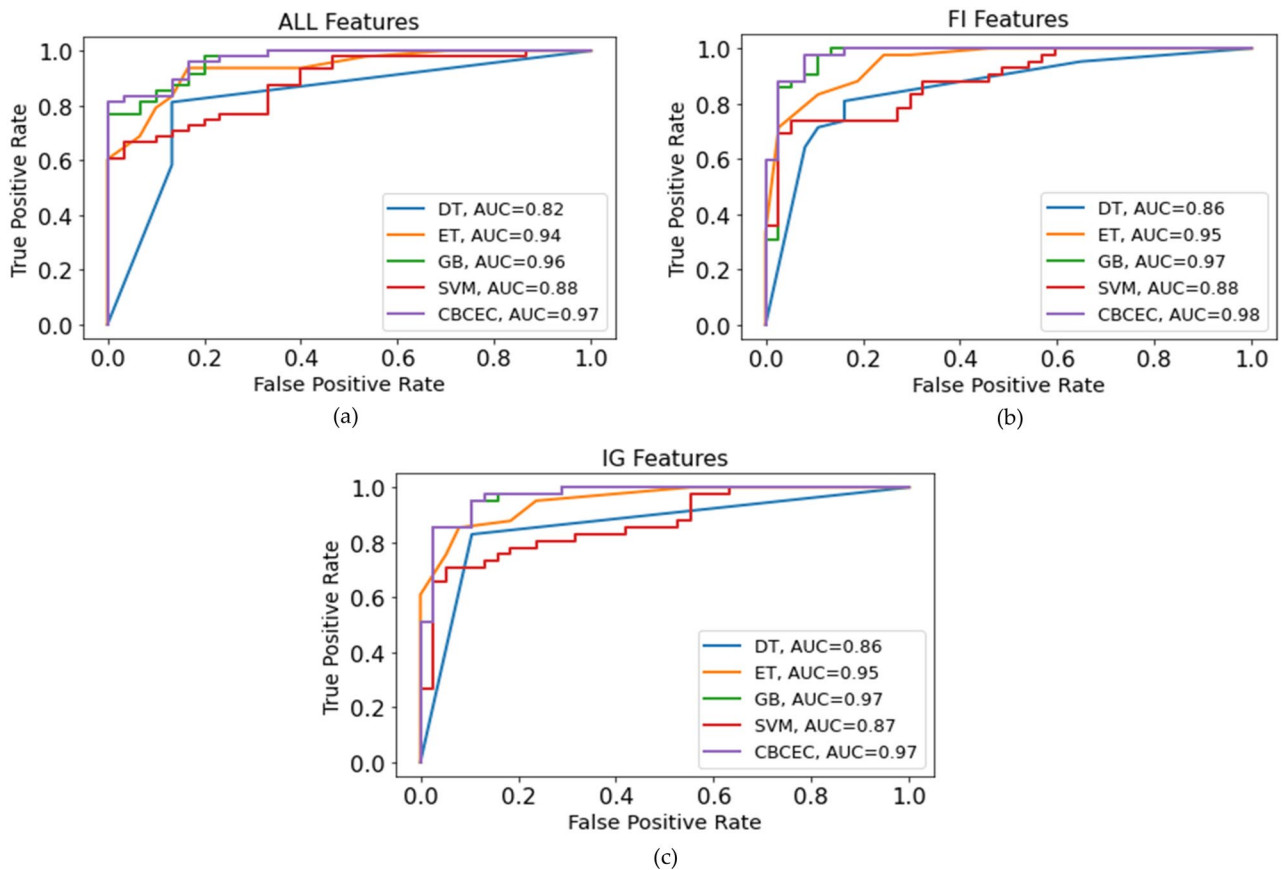 ALL Features
True Positive Rate
1.0
0.8
0.6
0.4
0.2
0.0
DT, AUC=0.82
ET, AUC=0.94
GB, AUC=0.96
SVM, AUC=0.88
CBCEC, AUC=0.97
0.0 0.2 0.4 0.6 0.8 1.0
False Positive Rate
(a)
FI Features
True Positive Rate
1.0
0.8
0.6
0.4
0.2
0.0
DT, AUC=0.86
ET, AUC=0.95
GB, AUC=0.97
SVM, AUC=0.88
CBCEC, AUC=0.98
0.0 0.2 0.4 0.6 0.8 1.0
False Positive Rate
(b)
IG Features
True Positive Rate
1.0
0.8
0.6
0.4
0.2
0.0
DT, AUC=0.86
ET, AUC=0.95
GB, AUC=0.97
SVM, AUC=0.87
CBCEC, AUC=0.97
0.0 0.2 0.4 0.6 0.8 1.0
False Positive Rate
(c)